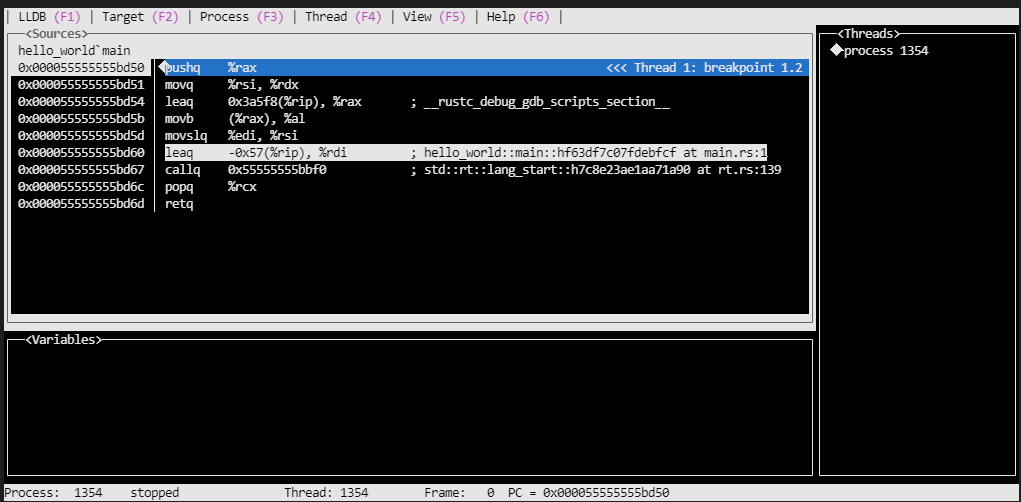 | LLDB (F1) | Target (F2) | Process (F3) | Thread (F4) | View (F5) | Help (F6) |
<Sources>
hello_world`main
0x000055555555bd50 pushq %rax <<< Thread 1: breakpoint 1.2
0x000055555555bd51 movq %rsi, %rdx
0x000055555555bd54 leaq 0x3a5f8(%rip), %rax ; __rustc_debug_gdb_scripts_section__
0x000055555555bd5b movb (%rax), %al
0x000055555555bd5d movslq %edi, %rsi
0x000055555555bd60 leaq -0x57(%rip), %rdi ; hello_world::main::hf63df7c07fdebfcf at main.rs:1
0x000055555555bd67 callq 0x55555555bbf0 ; std::rt::lang_start::h7c8e23ae1aa71a90 at rt.rs:139
0x000055555555bd6c popq %rcx
0x000055555555bd6d retq
<Threads>
process 1354
<Variables>
Process: 1354 stopped Thread: 1354 Frame: 0 PC = 0x000055555555bd50